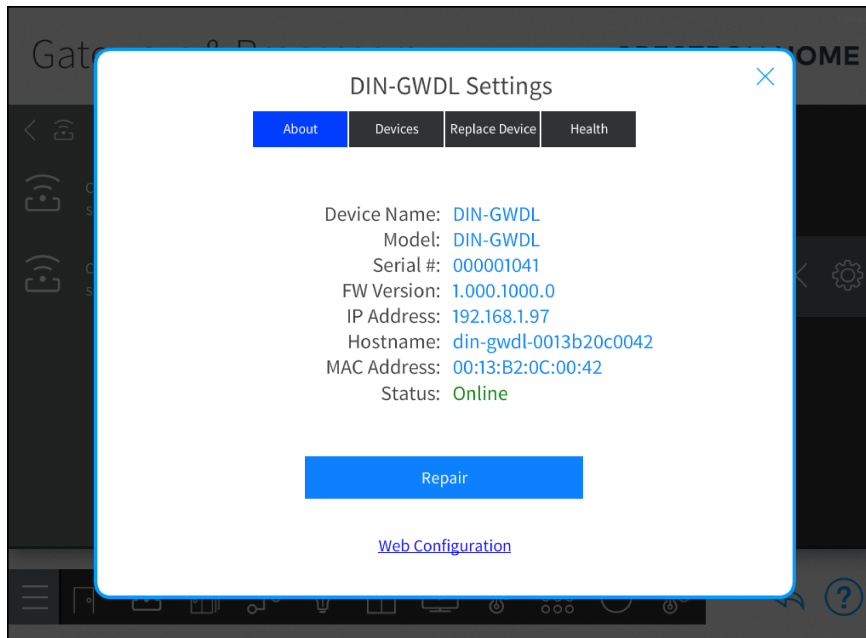 DIN-GWDL Settings
About Devices Replace Device Health
Device Name: DIN-GWDL
Model: DIN-GWDL
Serial #: 000001041
FW Version: 1.000.1000.0
IP Address: 192.168.1.97
Hostname: din-gwdl-0013b20c0042
MAC Address: 00:13:B2:0C:00:42
Status: Online
Repair
Web Configuration
?